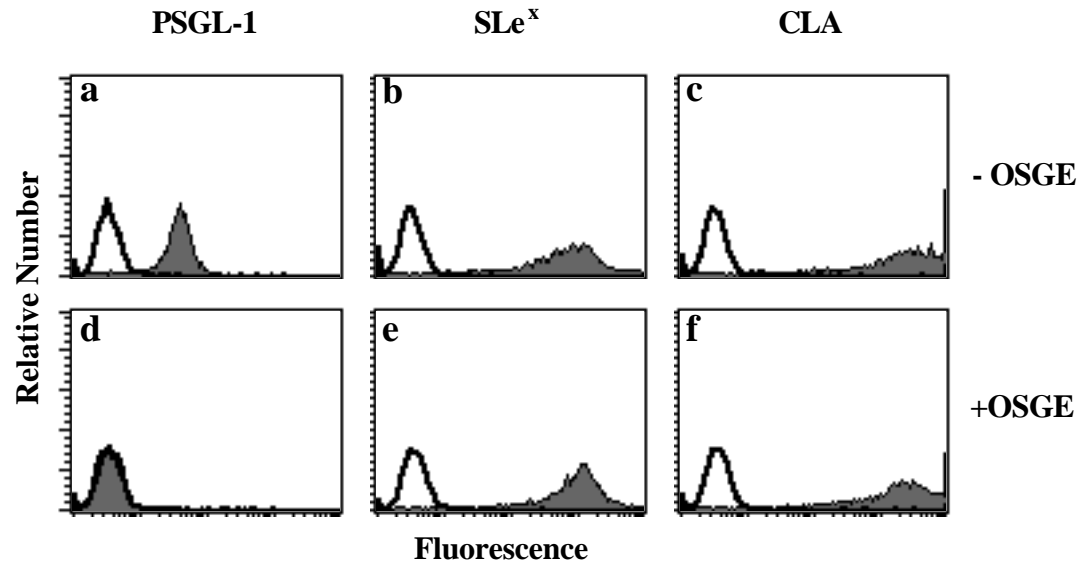 PSGL-1 SLe^x CLA
a b c
- OSGE
Relative Number
d e f
+OSGE
Fluorescence